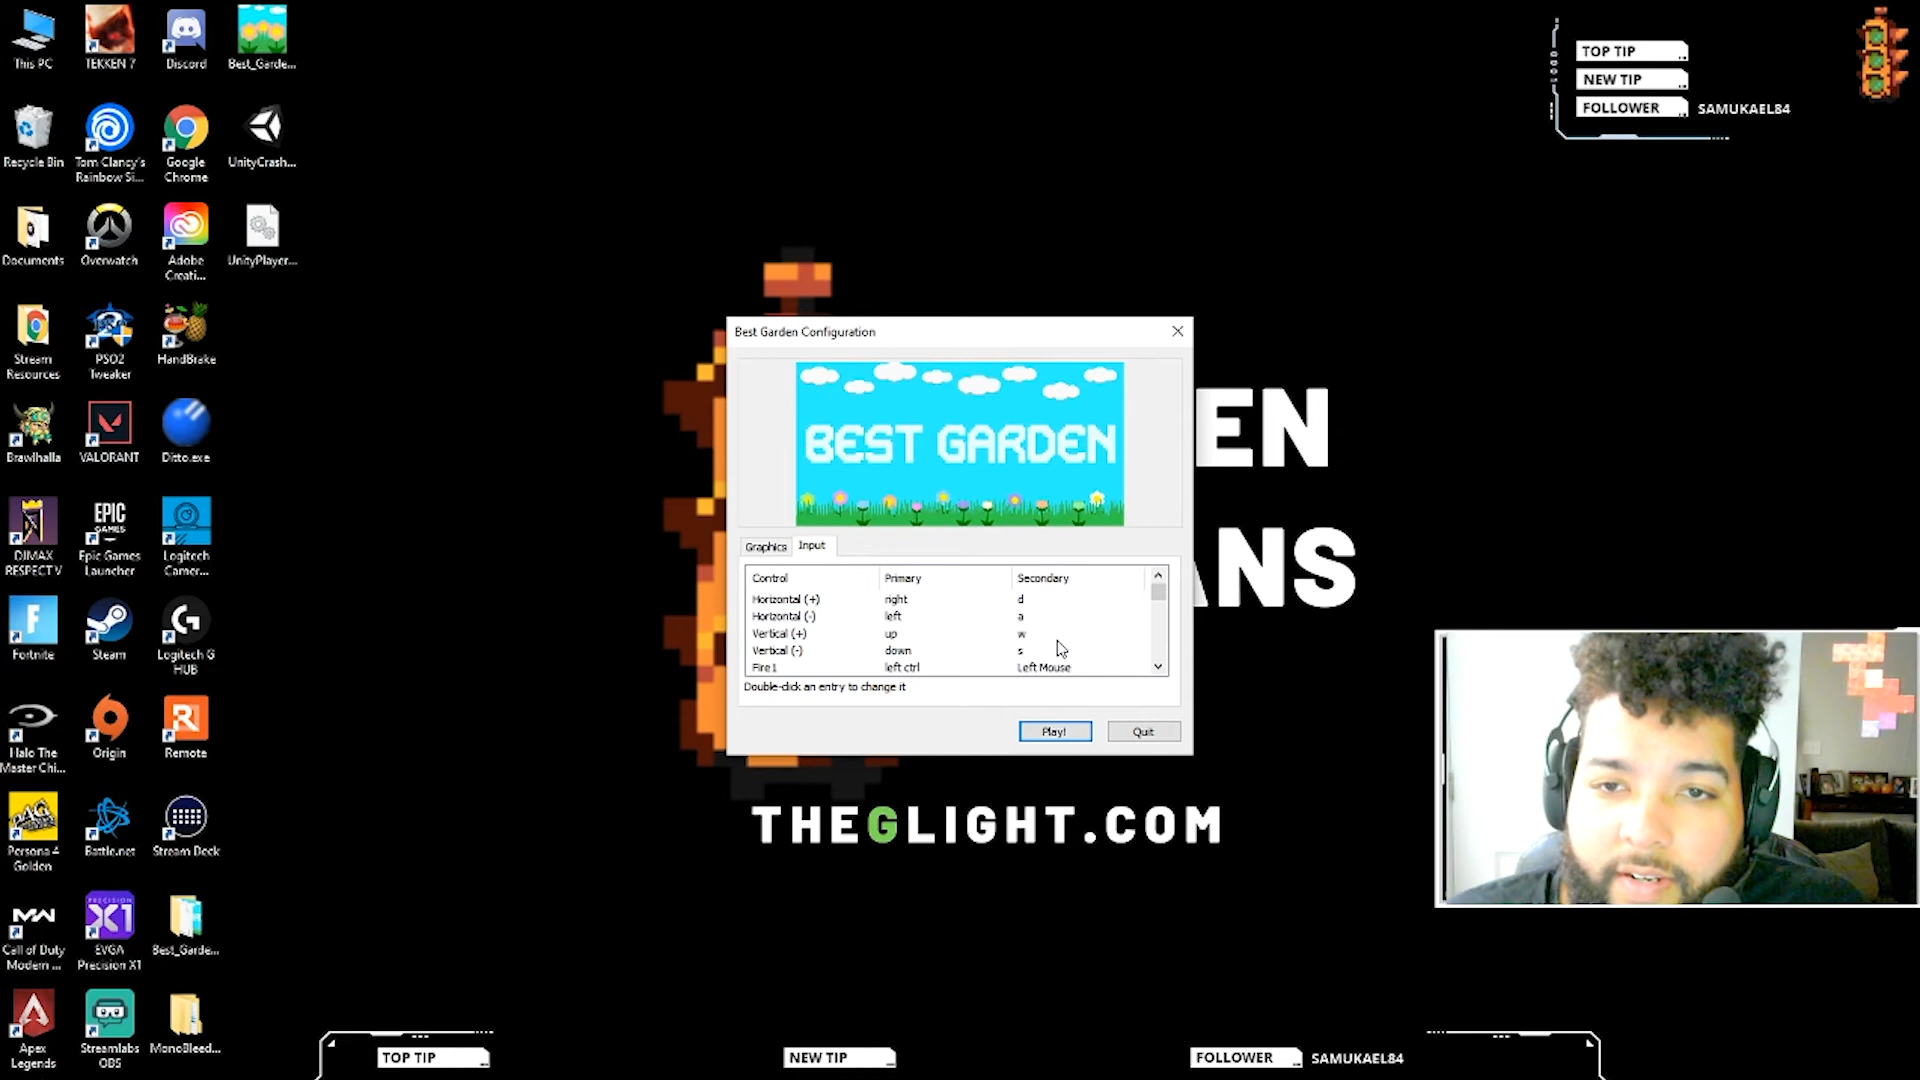 This PC
TEKKEN 7
Discord
Best_Garde...
Recycle Bin
Tom Clancy's
Rainbow Si...
Google
Chrome
UnityCrash...
Documents
Overwatch
Adobe
Creati...
UnityPlayer...
Stream
Resources
PSO2
Tweaker
HandBrake
Brawlhalla
VALORANT
Ditto.exe
DJMAX
RESPECT V
EPIC
GAMES
Epic Games
Launcher
Logitech
Camer...
Fortnite
Steam
Logitech G
HUB
Halo The
Master Chi...
Origin
Remote
Persona 4
Golden
Battle.net
Stream Deck
Call of Duty
Modern ...
PRECISION
X1
EVGA
Precision X1
Best_Garde...
Apex
Legends
Streamlabs
OBS
MonoBleed...
TOP TIP
NEW TIP
FOLLOWER SAMUKAEL84
Best Garden Configuration
BEST GARDEN
Graphics Input
Control Primary Secondary
Horizontal (+) right d
Horizontal (-) left a
Vertical (+) up w
Vertical (-) down s
Fire1 left ctrl Left Mouse
Double-click an entry to change it
Play!
Quit
EN
ANS
THEGLIGHT.COM
TOP TIP
NEW TIP
FOLLOWER SAMUKAEL84